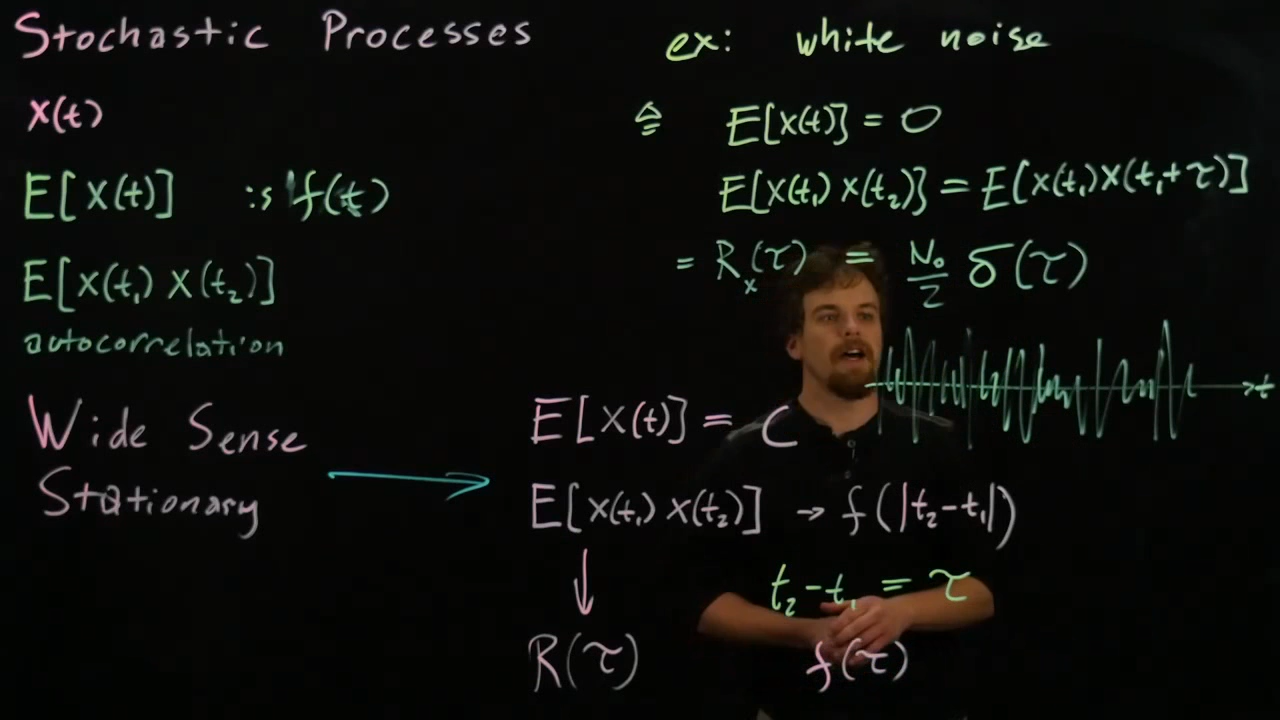 Stochastic Processes
x(t)
E[x(t)] is f(t)
E[x(t₁) x(t₂)]
autocorrelation
Wide Sense
Stationary
E[x(t)] = C
E[x(t₁) x(t₂)] → f(|t₂-t₁|)
t₂-t₁ = τ
R(τ) f(τ)
ex: white noise
≙ E[x(t)] = 0
E[x(t₁) x(t₂)] = E[x(t₁)x(t₁+τ)]
= Rₓ(τ) = N₀/2 δ(τ)
t